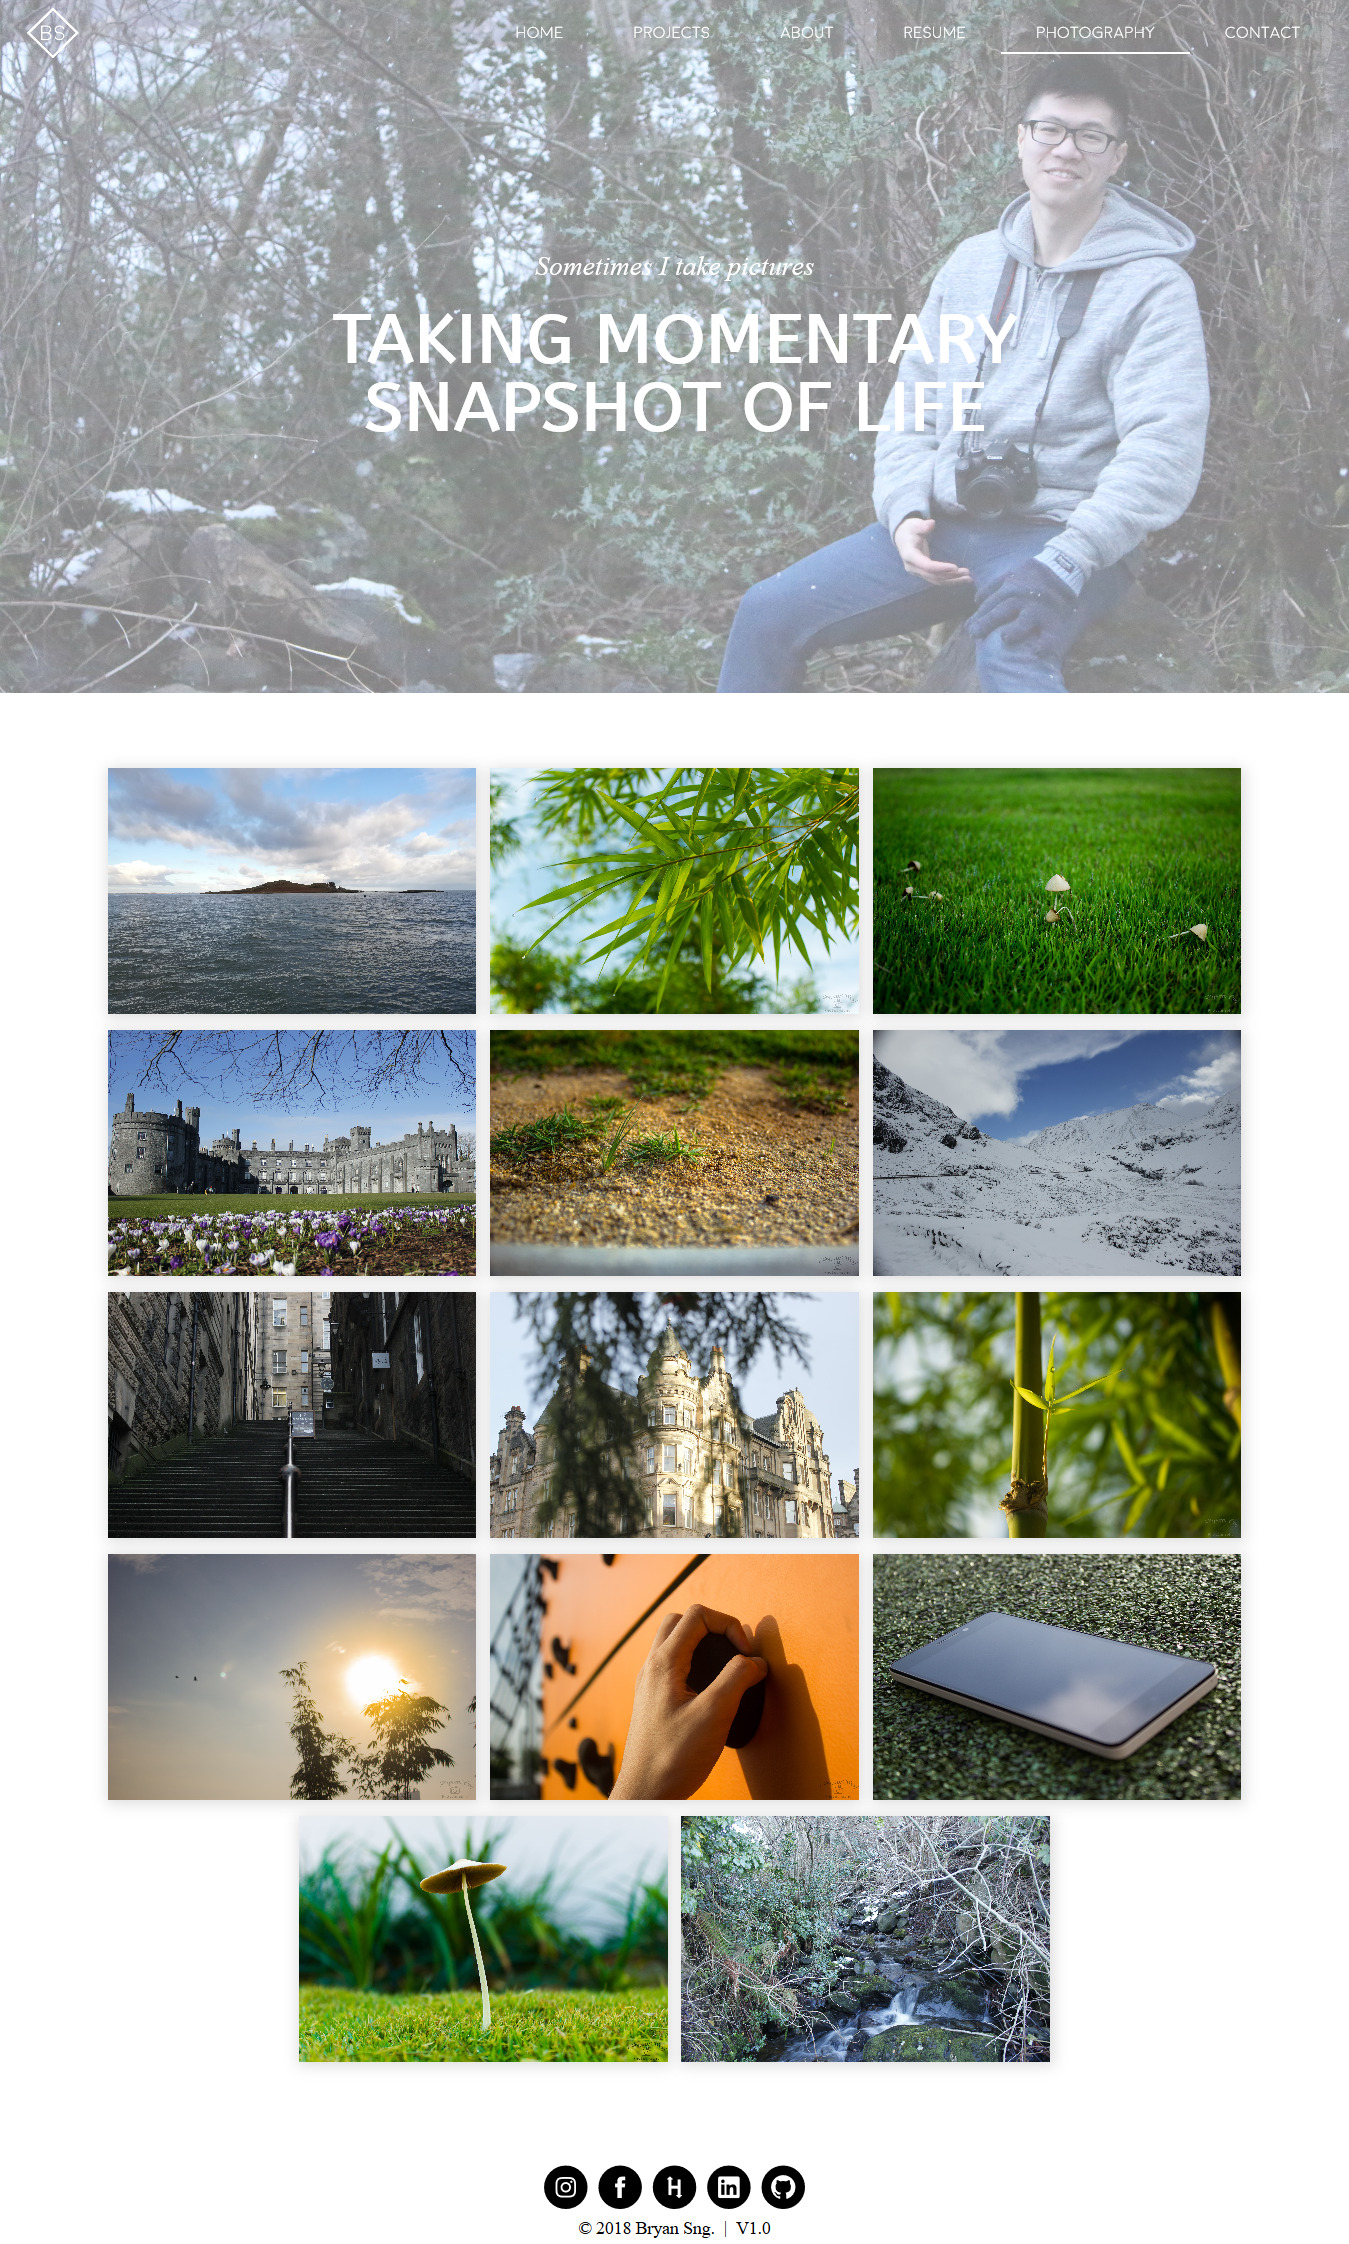 BS
HOME PROJECTS ABOUT RESUME PHOTOGRAPHY CONTACT
Sometimes I take pictures
TAKING MOMENTARY
SNAPSHOT OF LIFE
Canon
© 2018 Bryan Sng. | V1.0